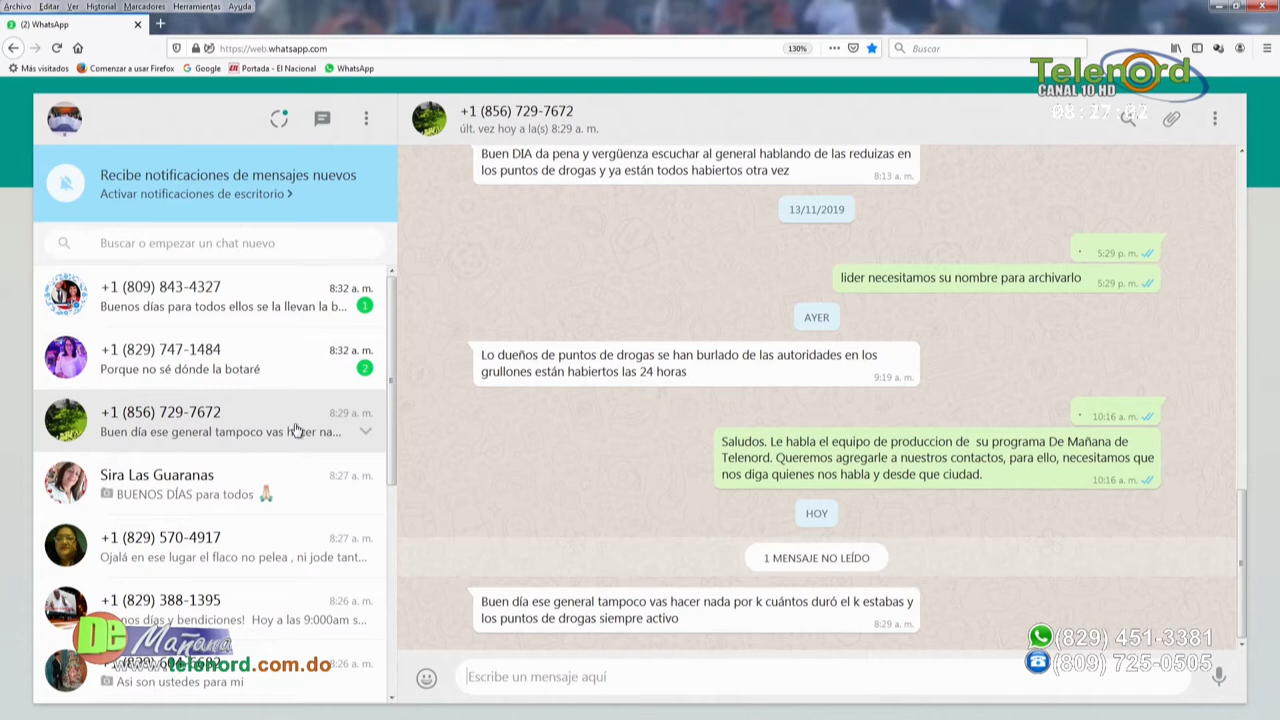 Archivo Editar Ver Historial Marcadores Herramientas Ayuda
(2) WhatsApp
https://web.whatsapp.com
130%
Buscar
Más visitados Comenzar a usar Firefox Google Portada - El Nacional WhatsApp
Telenord
CANAL 10.HD
08:27:02
+1 (856) 729-7672
últ. vez hoy a la(s) 8:29 a. m.
Recibe notificaciones de mensajes nuevos
Activar notificaciones de escritorio >
Buscar o empezar un chat nuevo
+1 (809) 843-4327
8:32 a. m.
Buenos días para todos ellos se la llevan la b...
1
+1 (829) 747-1484
8:32 a. m.
Porque no sé dónde la botaré
2
+1 (856) 729-7672
8:29 a. m.
Buen día ese general tampoco vas hacer na...
Sira Las Guaranas
8:27 a. m.
BUENOS DÍAS para todos 🙏🏼
+1 (829) 570-4917
8:27 a. m.
Ojalá en ese lugar el flaco no pelea , ni jode tant...
+1 (829) 388-1395
8:26 a. m.
nos días y bendiciones! Hoy a las 9:000am s...
8:26 a. m.
Asi son ustedes para mi
Buen DIA da pena y vergüenza escuchar al general hablando de las reduizas en
los puntos de drogas y ya están todos habiertos otra vez
8:13 a. m.
13/11/2019
.
5:29 p. m.
lider necesitamos su nombre para archivarlo
5:29 p. m.
AYER
Lo dueños de puntos de drogas se han burlado de las autoridades en los
grullones están habiertos las 24 horas
9:19 a. m.
.
10:16 a. m.
Saludos. Le habla el equipo de produccion de su programa De Mañana de
Telenord. Queremos agregarle a nuestros contactos, para ello, necesitamos que
nos diga quienes nos habla y desde que ciudad.
10:16 a. m.
HOY
1 MENSAJE NO LEÍDO
Buen día ese general tampoco vas hacer nada por k cuántos duró el k estabas y
los puntos de drogas siempre activo
8:29 a. m.
Escribe un mensaje aquí
De Mañana
www.telenord.com.do
(829) 451-3381
(809) 725-0505